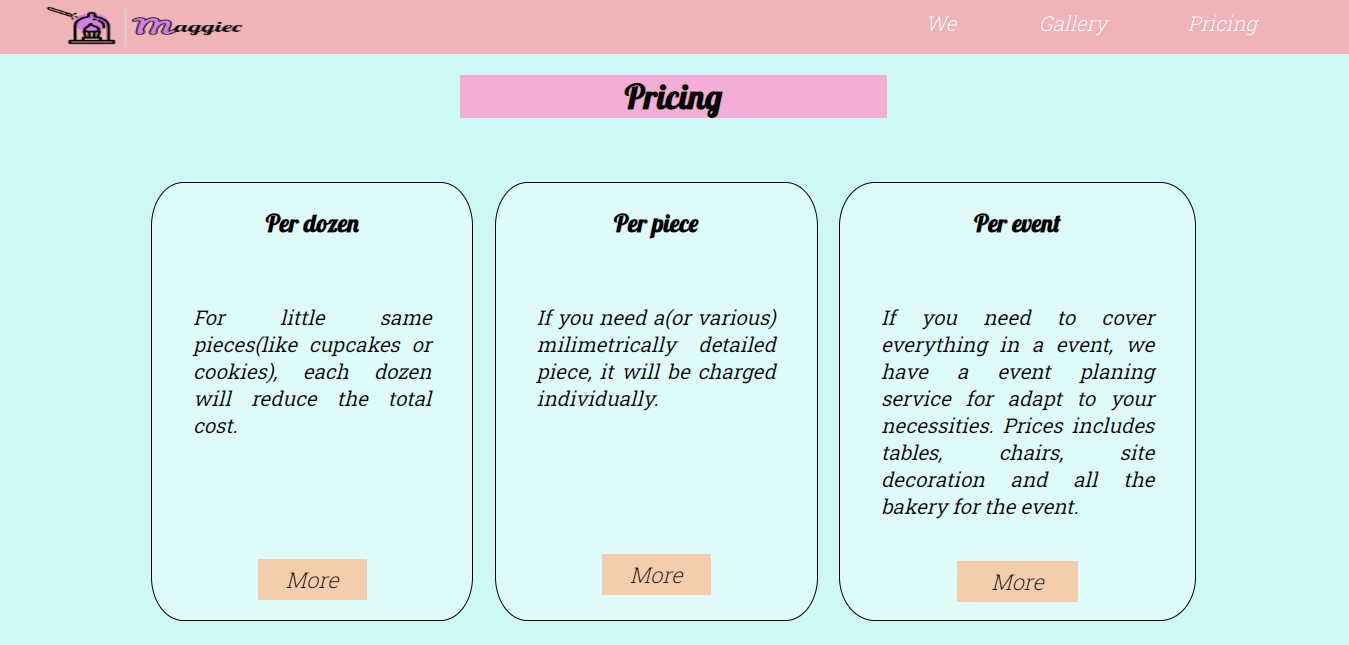 Maggiec
We Gallery Pricing
Pricing
Per dozen
For little same
pieces(like cupcakes or
cookies), each dozen
will reduce the total
cost.
More
Per piece
If you need a(or various)
milimetrically detailed
piece, it will be charged
individually.
More
Per event
If you need to cover
everything in a event, we
have a event planing
service for adapt to your
necessities. Prices includes
tables, chairs, site
decoration and all the
bakery for the event.
More